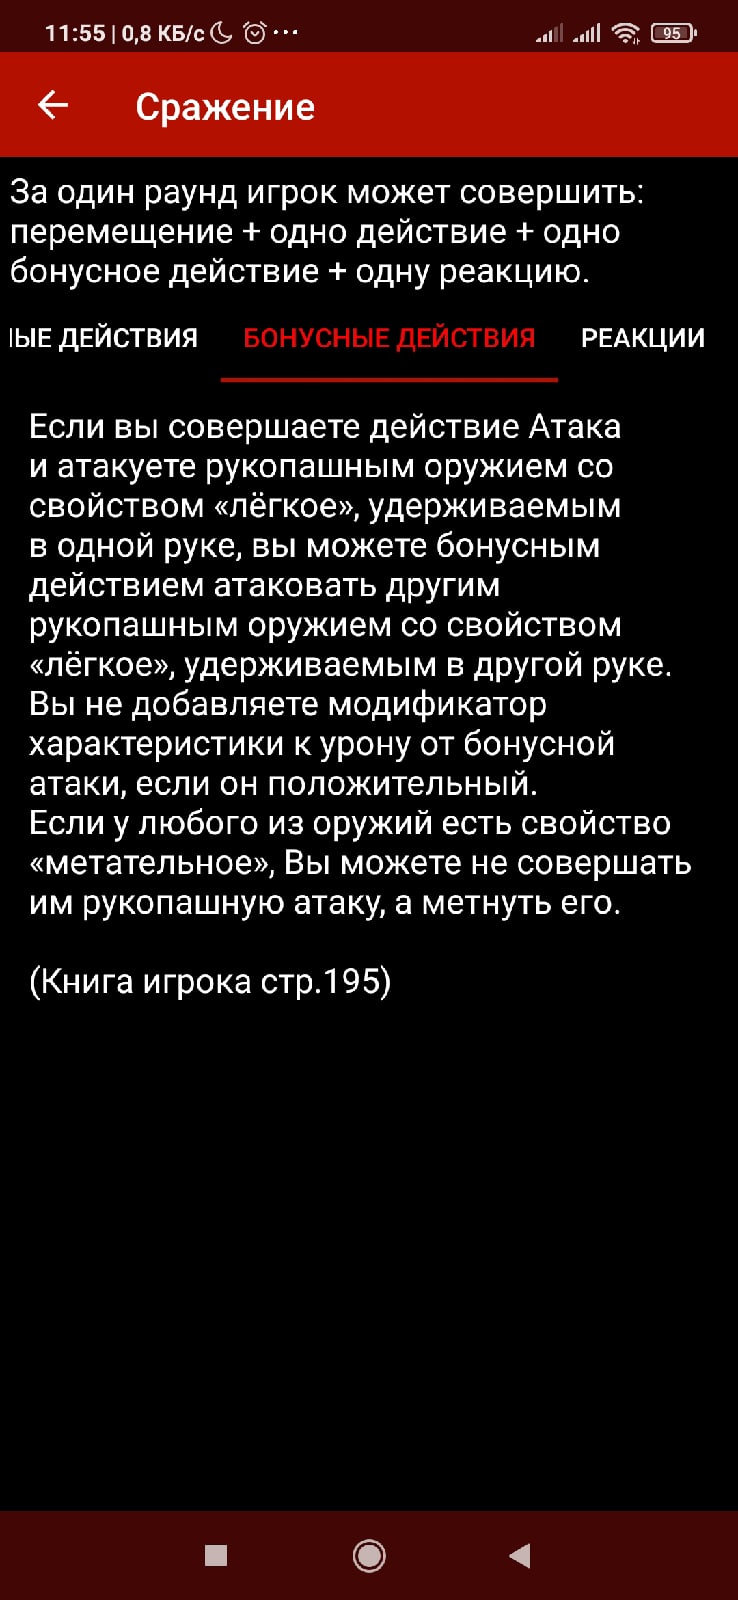 11:55 | 0,8 КБ/с ...
95
Сражение
За один раунд игрок может совершить:
перемещение + одно действие + одно
бонусное действие + одну реакцию.
ЫЕ ДЕЙСТВИЯ БОНУСНЫЕ ДЕЙСТВИЯ РЕАКЦИИ
Если вы совершаете действие Атака
и атакуете рукопашным оружием со
свойством «лёгкое», удерживаемым
в одной руке, вы можете бонусным
действием атаковать другим
рукопашным оружием со свойством
«лёгкое», удерживаемым в другой руке.
Вы не добавляете модификатор
характеристики к урону от бонусной
атаки, если он положительный.
Если у любого из оружий есть свойство
«метательное», Вы можете не совершать
им рукопашную атаку, а метнуть его.
(Книга игрока стр.195)